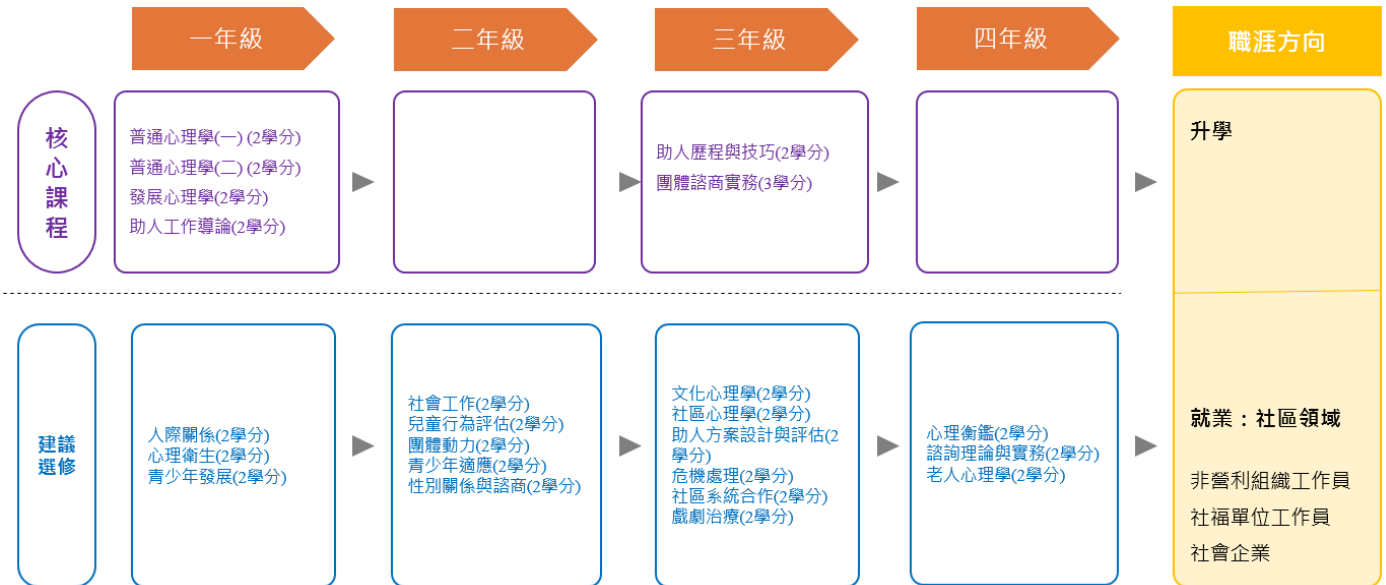 一年級
二年級
三年級
四年級
職涯方向
核
心
課
程
普通心理學(一) (2學分)
普通心理學(二) (2學分)
發展心理學(2學分)
助人工作導論(2學分)
助人歷程與技巧(2學分)
團體諮商實務(3學分)
升學
建議
選修
人際關係(2學分)
心理衛生(2學分)
青少年發展(2學分)
社會工作(2學分)
兒童行為評估(2學分)
團體動力(2學分)
青少年適應(2學分)
性別關係與諮商(2學分)
文化心理學(2學分)
社區心理學(2學分)
助人方案設計與評估(2
學分)
危機處理(2學分)
社區系統合作(2學分)
戲劇治療(2學分)
心理衡鑑(2學分)
諮詢理論與實務(2學分)
老人心理學(2學分)
就業：社區領域
非營利組織工作員
社福單位工作員
社會企業